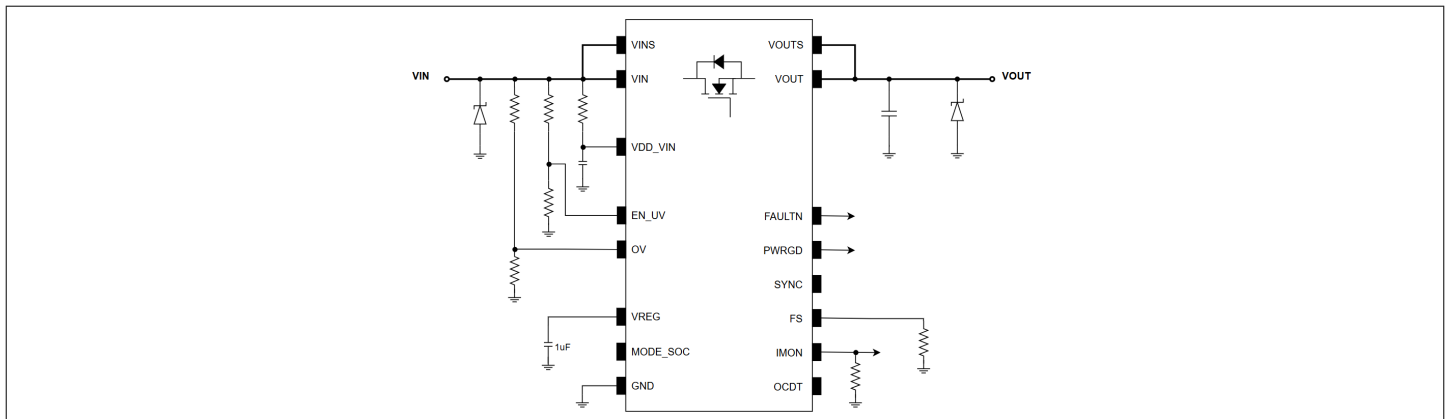 VINS
VOUTS
VIN
VIN
VOUT
VOUT
VDD_VIN
EN_UV
FAULTN
OV
PWRGD
SYNC
VREG
FS
1uF
MODE_SOC
IMON
GND
OCDT